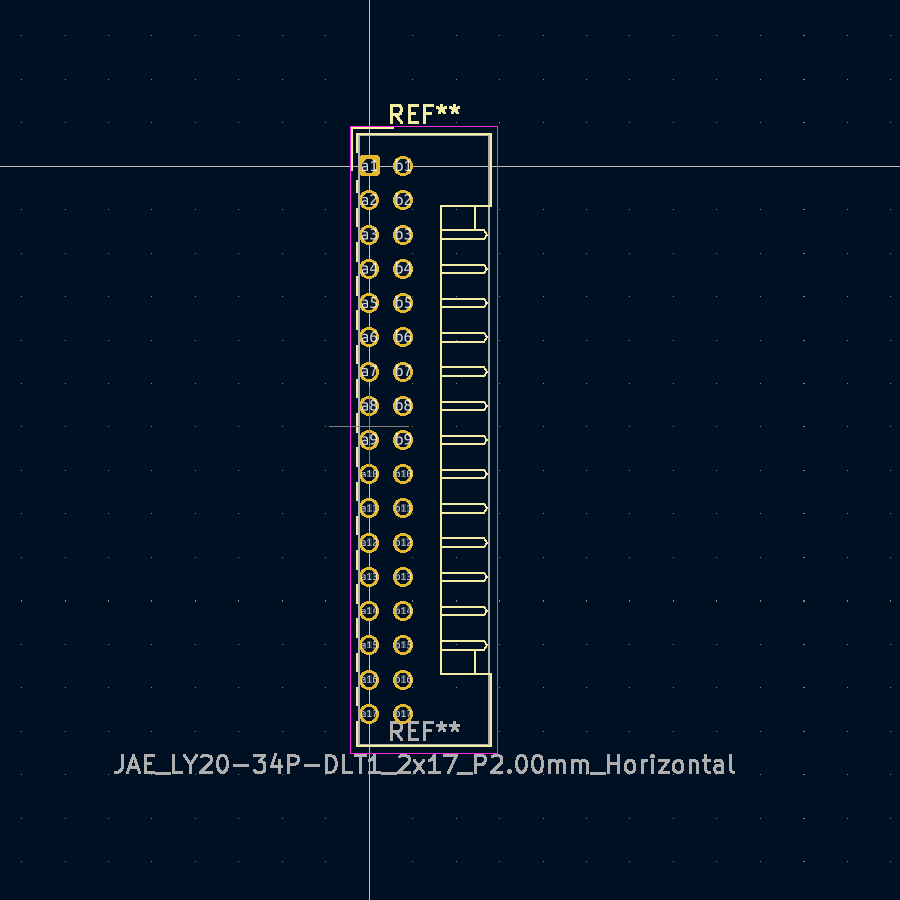 REF**
a1 b1
a2 b2
a3 b3
a4 b4
a5 b5
a6 b6
a7 b7
a8 b8
a9 b9
a10 b10
a11 b11
a12 b12
a13 b13
a14 b14
a15 b15
a16 b16
a17 b17
REF**
JAE_LY20-34P-DLT1_2x17_P2.00mm_Horizontal